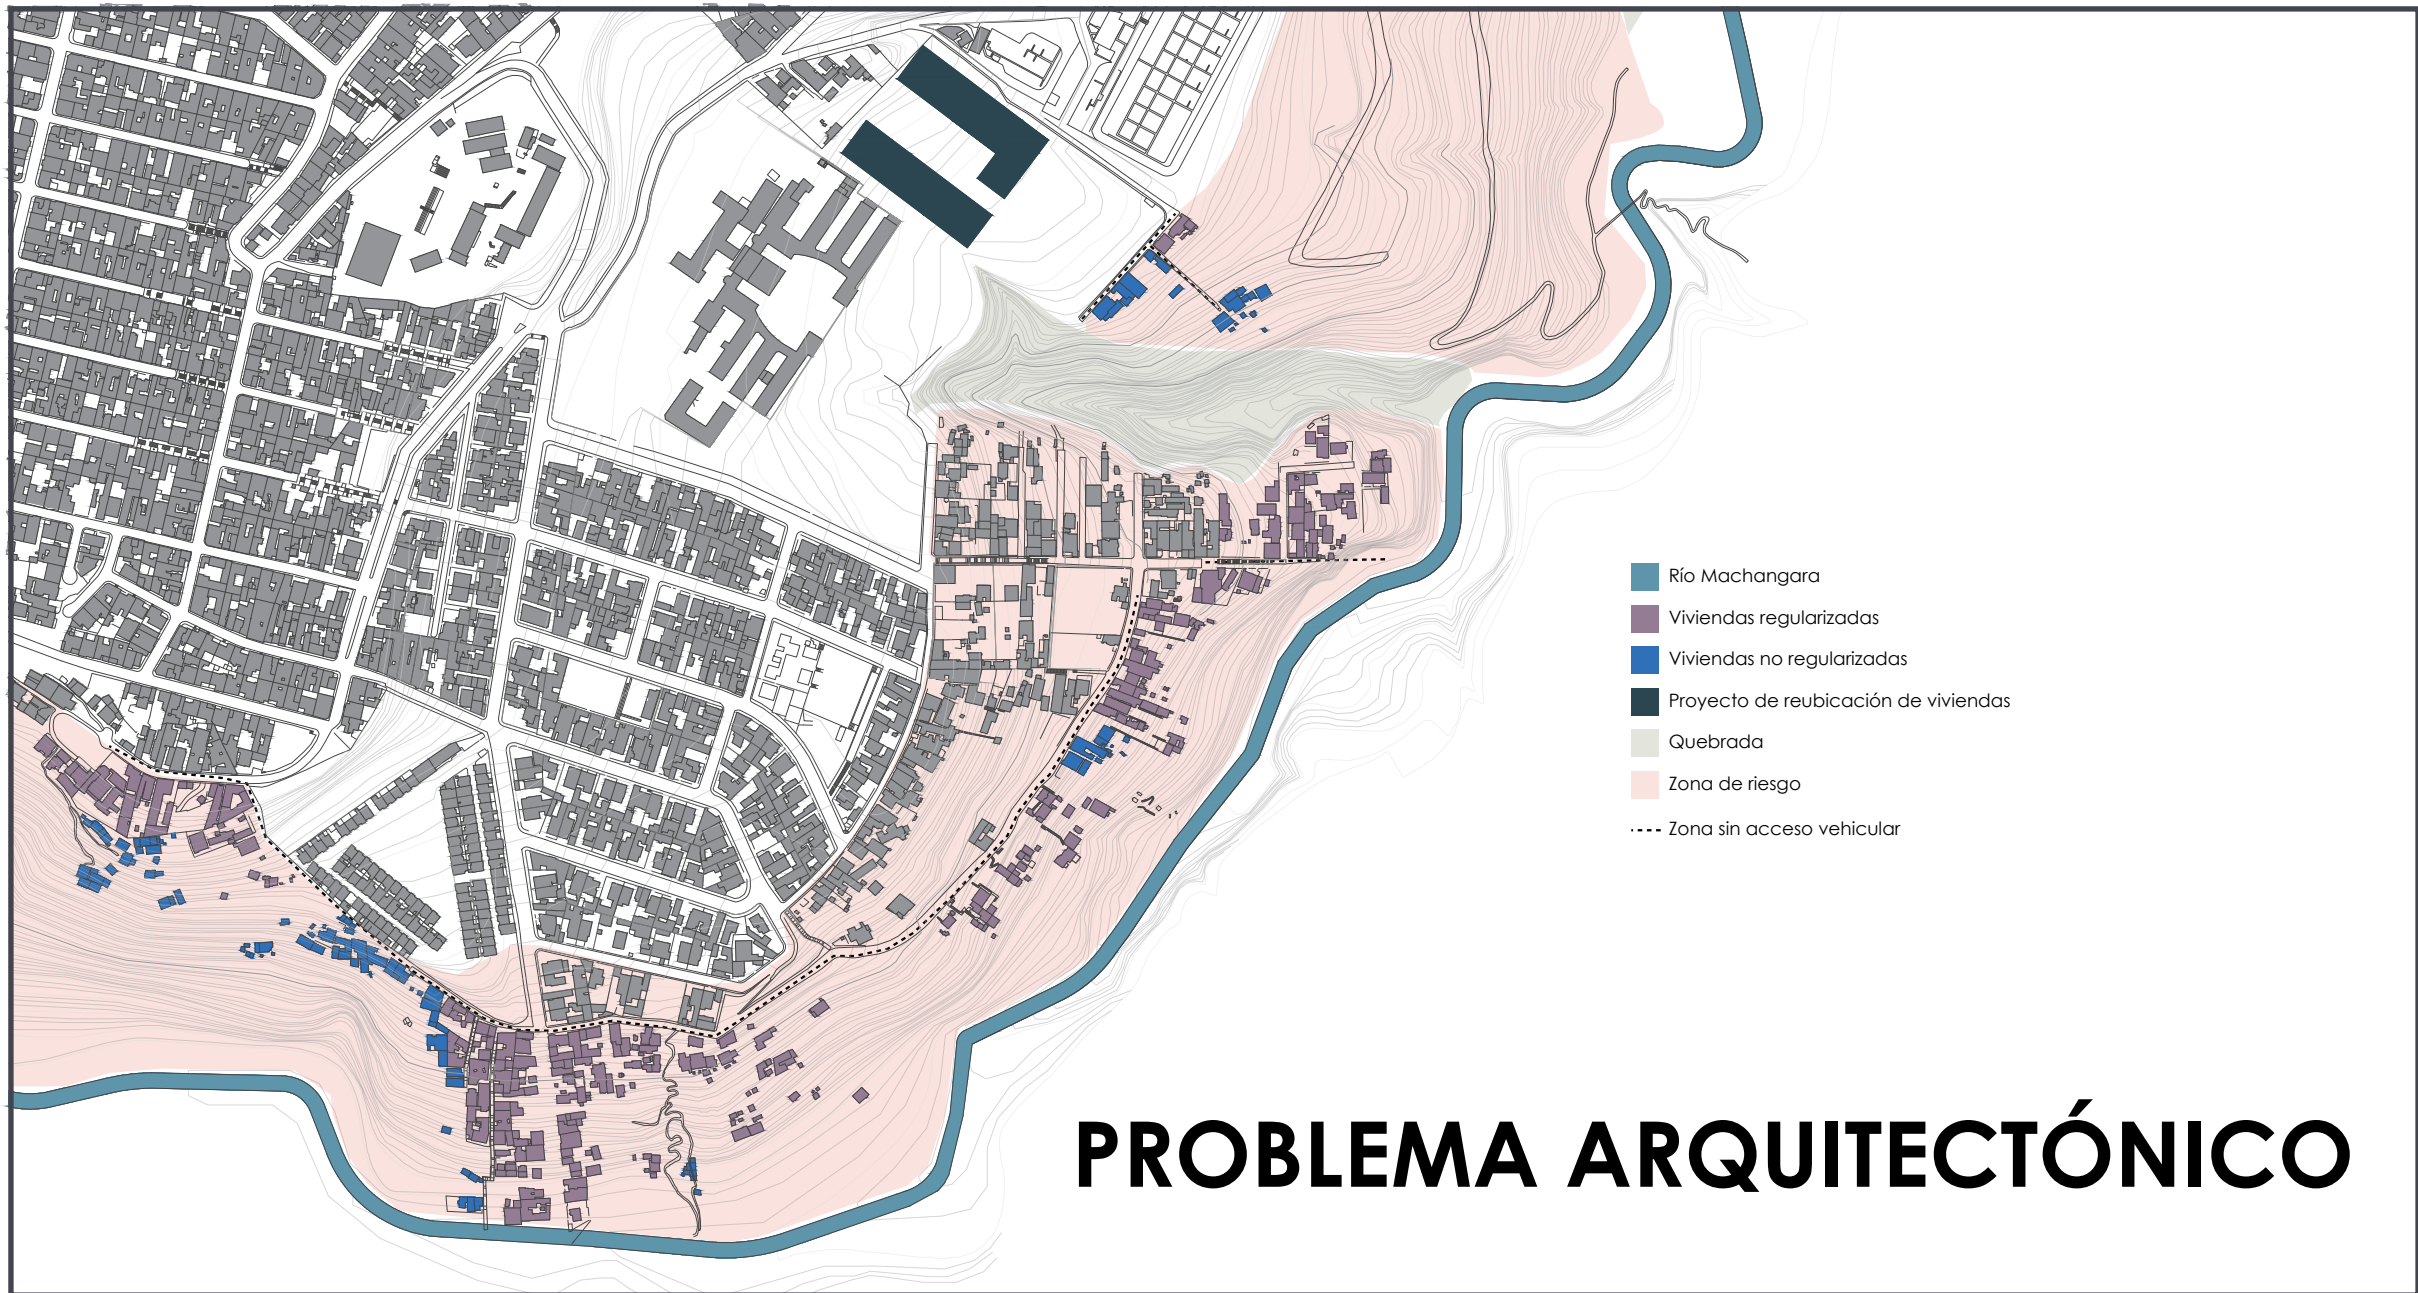 Río Machangara
Viviendas regularizadas
Viviendas no regularizadas
Proyecto de reubicación de viviendas
Quebrada
Zona de riesgo
Zona sin acceso vehicular
PROBLEMA ARQUITECTÓNICO